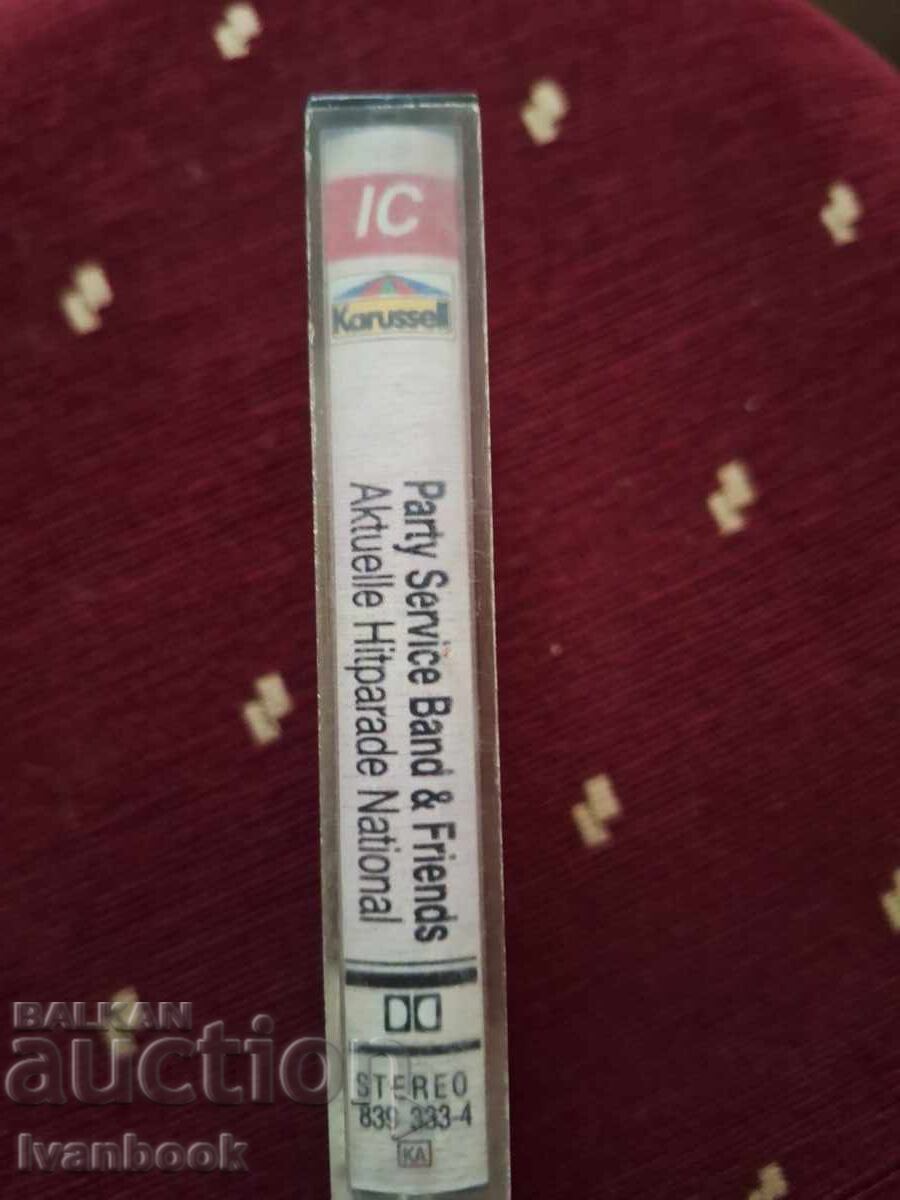 IC
Karussell
Party Service Band & Friends
Aktuelle Hitparade National
STEREO
839 333-4
KA
BALKAN
auction
Ivanbook